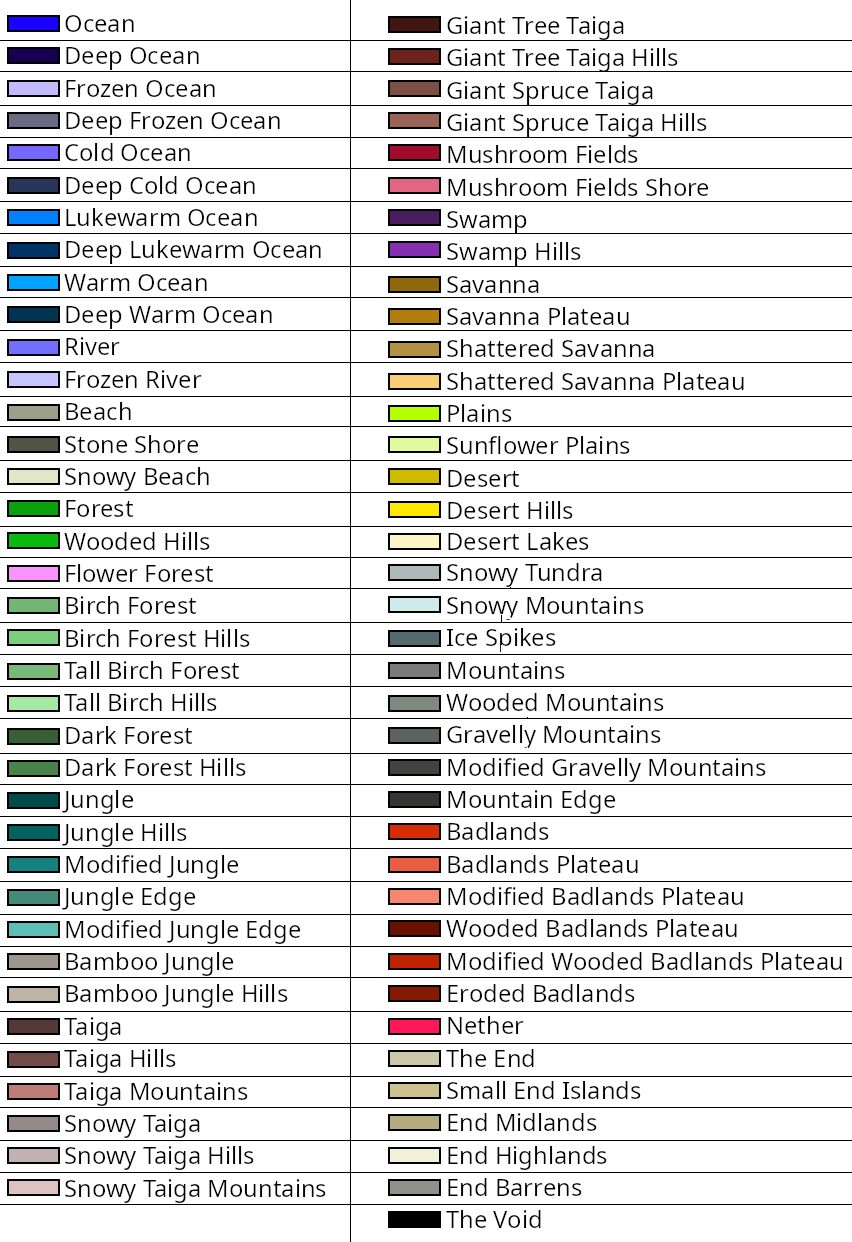 Ocean
Deep Ocean
Frozen Ocean
Deep Frozen Ocean
Cold Ocean
Deep Cold Ocean
Lukewarm Ocean
Deep Lukewarm Ocean
Warm Ocean
Deep Warm Ocean
River
Frozen River
Beach
Stone Shore
Snowy Beach
Forest
Wooded Hills
Flower Forest
Birch Forest
Birch Forest Hills
Tall Birch Forest
Tall Birch Hills
Dark Forest
Dark Forest Hills
Jungle
Jungle Hills
Modified Jungle
Jungle Edge
Modified Jungle Edge
Bamboo Jungle
Bamboo Jungle Hills
Taiga
Taiga Hills
Taiga Mountains
Snowy Taiga
Snowy Taiga Hills
Snowy Taiga Mountains
Giant Tree Taiga
Giant Tree Taiga Hills
Giant Spruce Taiga
Giant Spruce Taiga Hills
Mushroom Fields
Mushroom Fields Shore
Swamp
Swamp Hills
Savanna
Savanna Plateau
Shattered Savanna
Shattered Savanna Plateau
Plains
Sunflower Plains
Desert
Desert Hills
Desert Lakes
Snowy Tundra
Snowy Mountains
Ice Spikes
Mountains
Wooded Mountains
Gravelly Mountains
Modified Gravelly Mountains
Mountain Edge
Badlands
Badlands Plateau
Modified Badlands Plateau
Wooded Badlands Plateau
Modified Wooded Badlands Plateau
Eroded Badlands
Nether
The End
Small End Islands
End Midlands
End Highlands
End Barrens
The Void